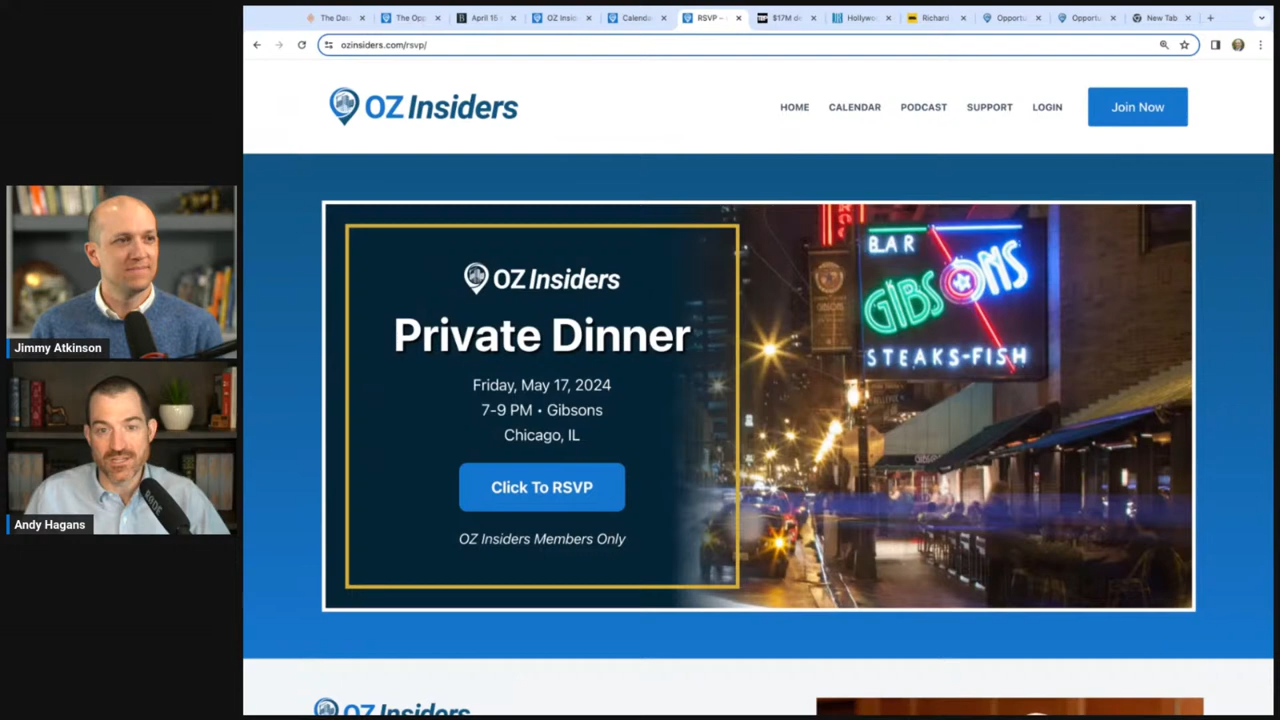 The Data
The Opp
April 15
OZ Insid
Calenda
RSVP –
$17M de
Hollywo
Richard
Opportu
Opportu
New Tab
ozinsiders.com/rsvp/
OZ Insiders
HOME
CALENDAR
PODCAST
SUPPORT
LOGIN
Join Now
OZ Insiders
Private Dinner
Friday, May 17, 2024
7-9 PM • Gibsons
Chicago, IL
Click To RSVP
OZ Insiders Members Only
BAR
GIBSONS
STEAKS-FISH
Jimmy Atkinson
Andy Hagans
RODE
OZ Insiders